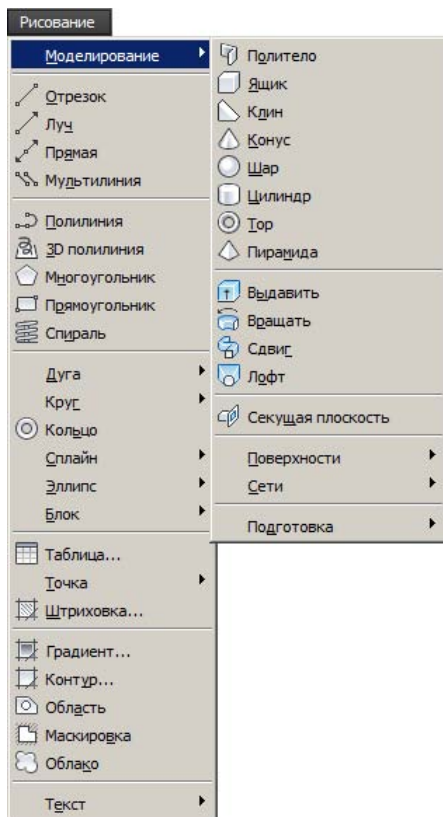 Рисование
Моделирование
Отрезок
Луч
Прямая
Мультилиния
Полилиния
3D полилиния
Многоугольник
Прямоугольник
Спираль
Дуга
Круг
Кольцо
Сплайн
Эллипс
Блок
Таблица...
Точка
Штриховка...
Градиент...
Контур...
Область
Маскировка
Облако
Текст
Политело
Ящик
Клин
Конус
Шар
Цилиндр
Тор
Пирамида
Выдавить
Вращать
Сдвиг
Лофт
Секущая плоскость
Поверхности
Сети
Подготовка